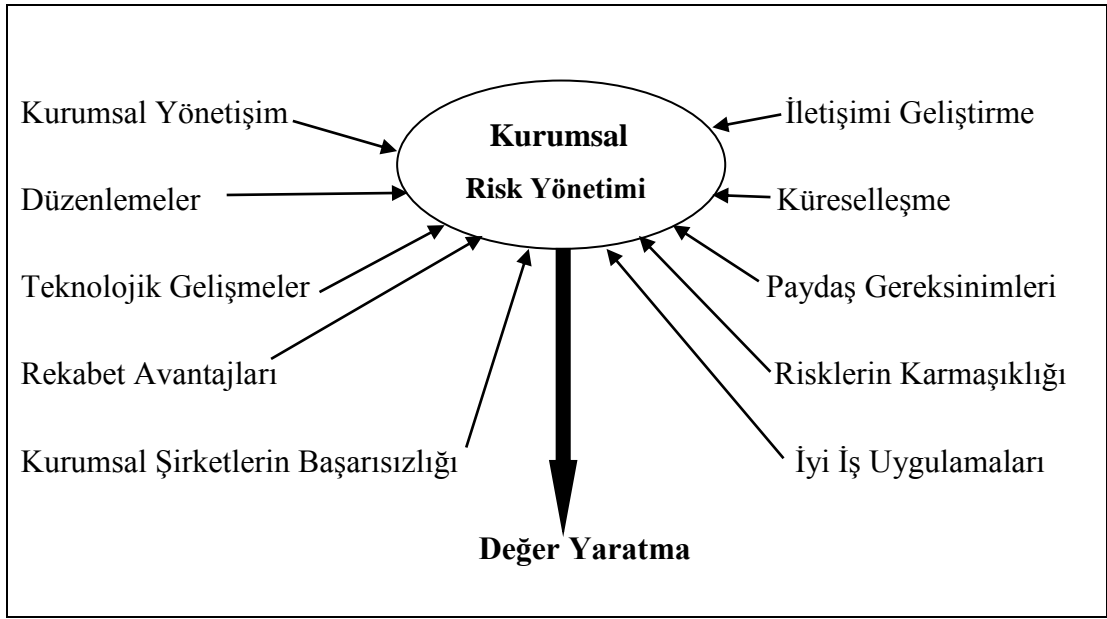 Kurumsal
Risk Yönetimi
Kurumsal Yönetişim
Düzenlemeler
Teknolojik Gelişmeler
Rekabet Avantajları
Kurumsal Şirketlerin Başarısızlığı
İletişimi Geliştirme
Küreselleşme
Paydaş Gereksinimleri
Risklerin Karmaşıklığı
İyi İş Uygulamaları
Değer Yaratma